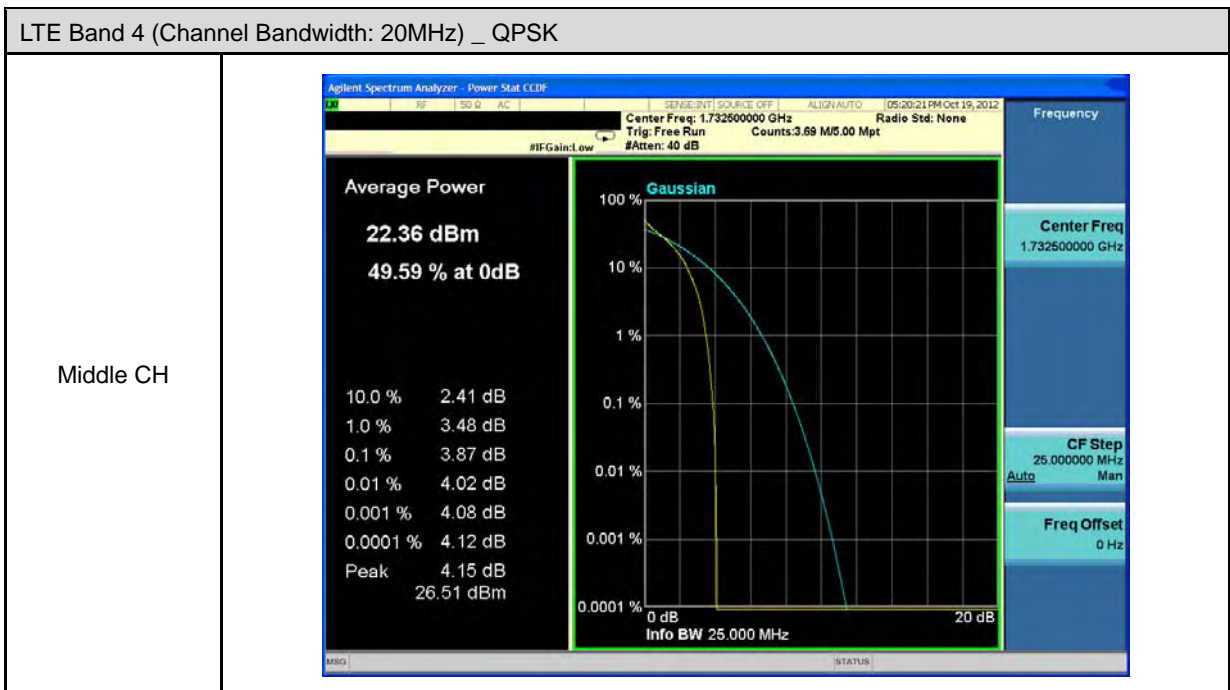 LTE Band 4 (Channel Bandwidth: 20MHz) _ QPSK
Middle CH
Agilent Spectrum Analyzer - Power Stat CCDF
LXI RF 50 Ω AC SENSE:INT SOURCE OFF ALIGN AUTO 05:20:21 PM Oct 19, 2012
Center Freq: 1.732500000 GHz Radio Std: None
Trig: Free Run Counts:3.69 M/5.00 Mpt
#IFGain:Low #Atten: 40 dB
Average Power
22.36 dBm
49.59 % at 0dB
10.0 % 2.41 dB
1.0 % 3.48 dB
0.1 % 3.87 dB
0.01 % 4.02 dB
0.001 % 4.08 dB
0.0001 % 4.12 dB
Peak 4.15 dB
26.51 dBm
Gaussian
100 %
10 %
1 %
0.1 %
0.01 %
0.001 %
0.0001 %
0 dB 20 dB
Info BW 25.000 MHz
Frequency
Center Freq
1.732500000 GHz
CF Step
25.000000 MHz
Auto Man
Freq Offset
0 Hz
MSG STATUS